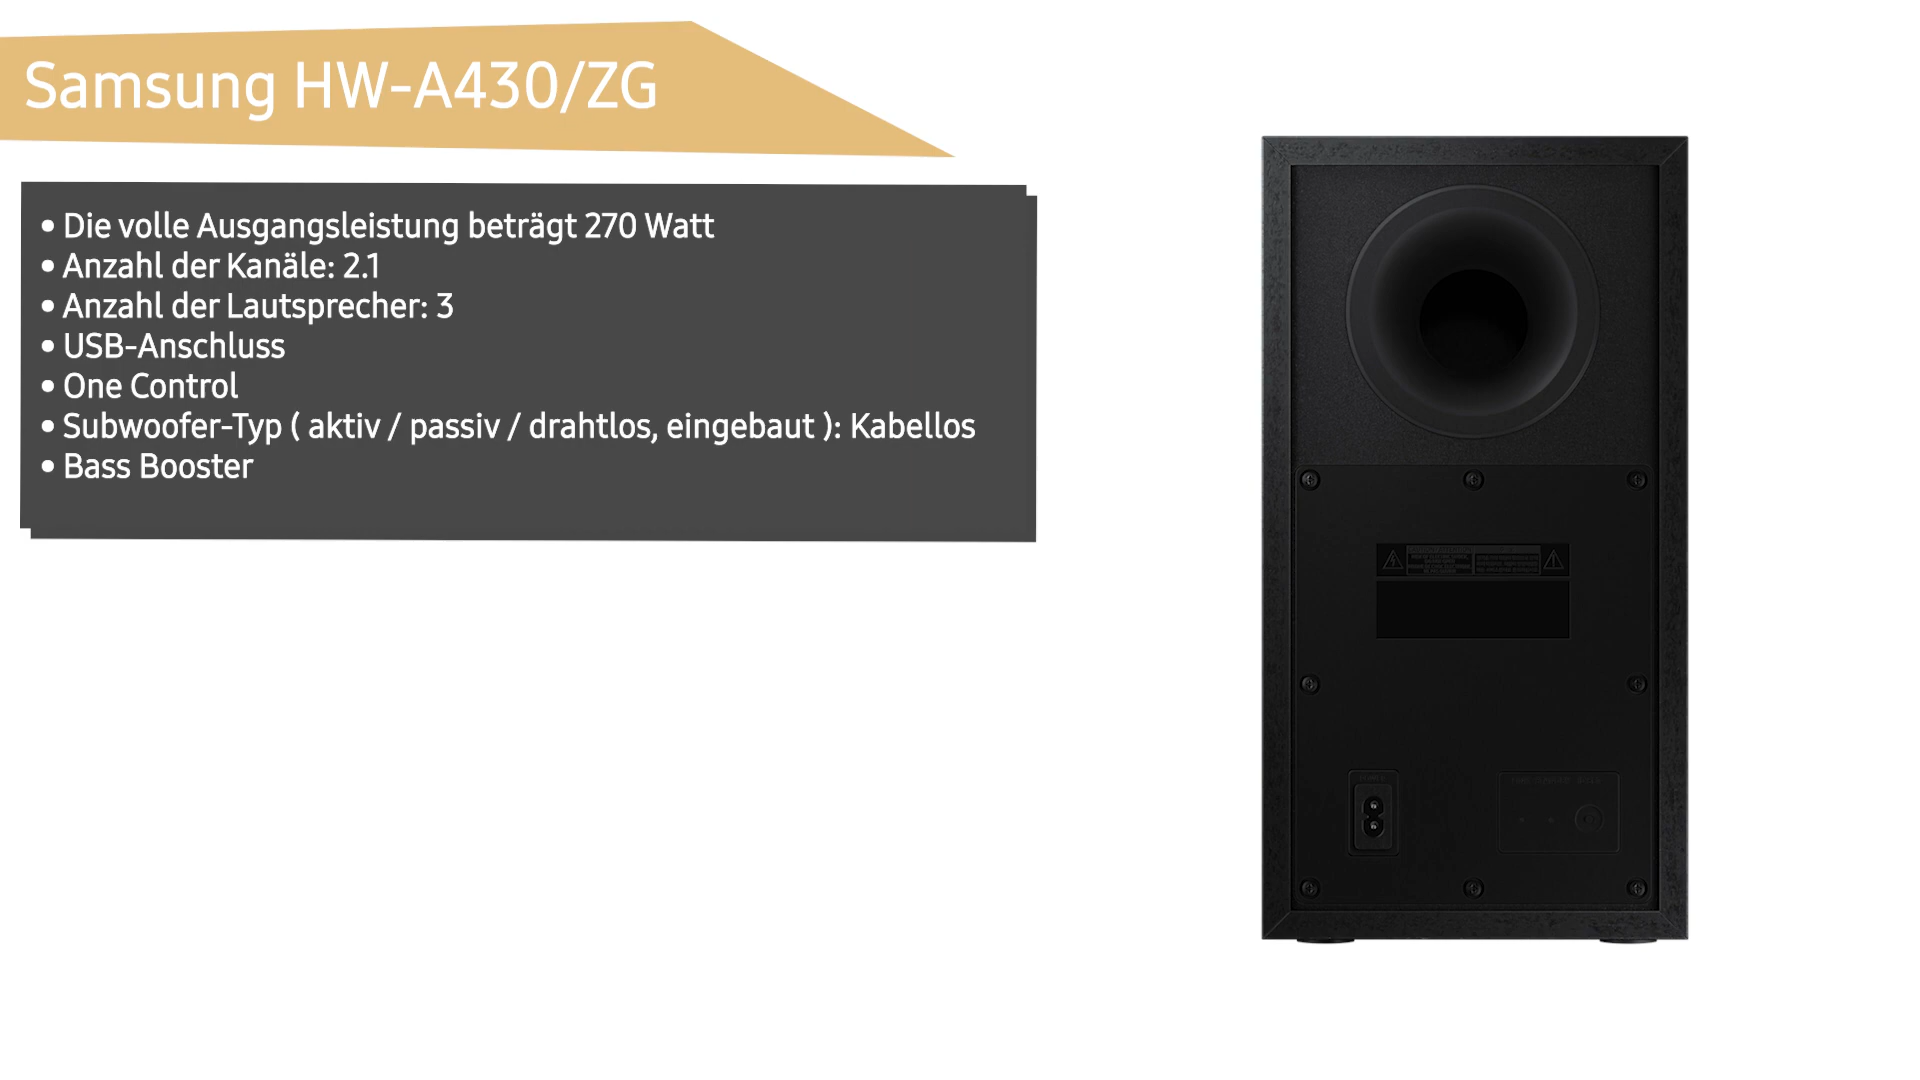 Samsung HW-A430/ZG
• Die volle Ausgangsleistung beträgt 270 Watt
• Anzahl der Kanäle: 2.1
• Anzahl der Lautsprecher: 3
• USB-Anschluss
• One Control
• Subwoofer-Typ ( aktiv / passiv / drahtlos, eingebaut ): Kabellos
• Bass Booster